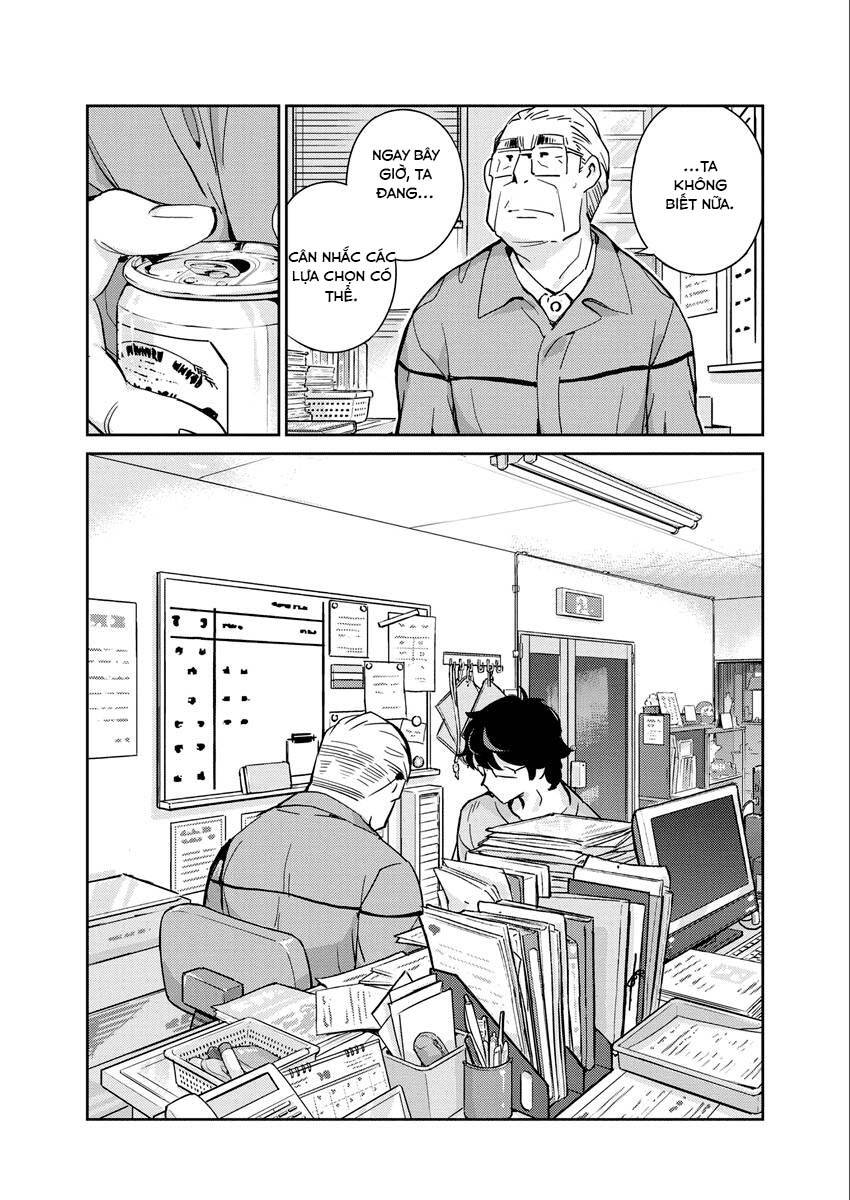 …TA
KHÔNG
BIẾT NỮA.
NGAY BÂY
GIỜ, TA
ĐANG…
CÂN NHẮC CÁC
LỰA CHỌN CÓ
THỂ.